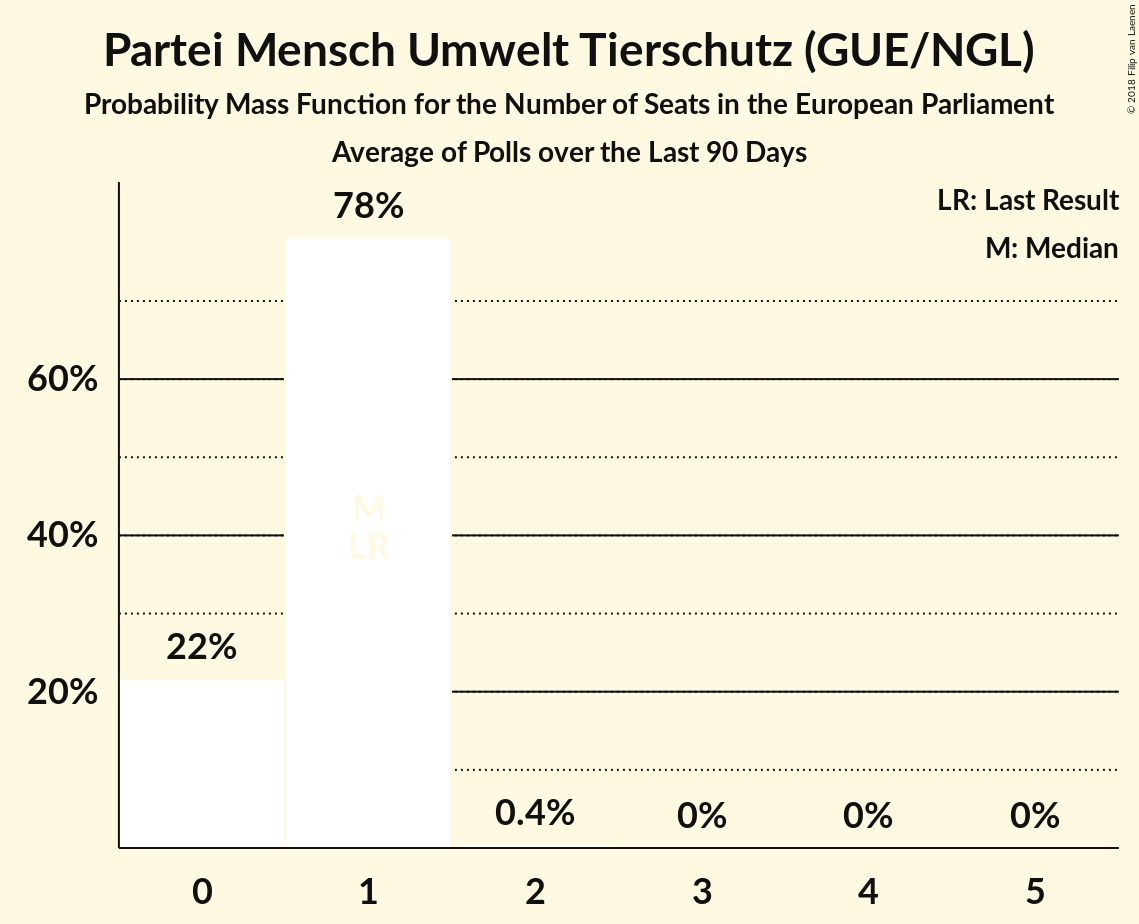 Partei Mensch Umwelt Tierschutz (GUE/NGL)
Probability Mass Function for the Number of Seats in the European Parliament
Average of Polls over the Last 90 Days
© 2018 Filip van Laenen
LR: Last Result
M: Median
78%
60%
M
40%
LR
22%
20%
0.4%
0%
0%
0%
0
1
2
3
4
5